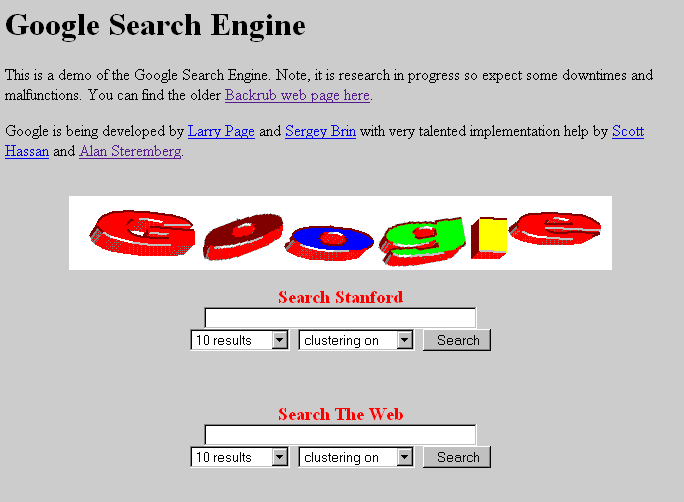 Google Search Engine
This is a demo of the Google Search Engine. Note, it is research in progress so expect some downtimes and
malfunctions. You can find the older Backrub web page here.
Google is being developed by Larry Page and Sergey Brin with very talented implementation help by Scott
Hassan and Alan Steremberg.
Google
Search Stanford
10 results clustering on Search
Search The Web
10 results clustering on Search